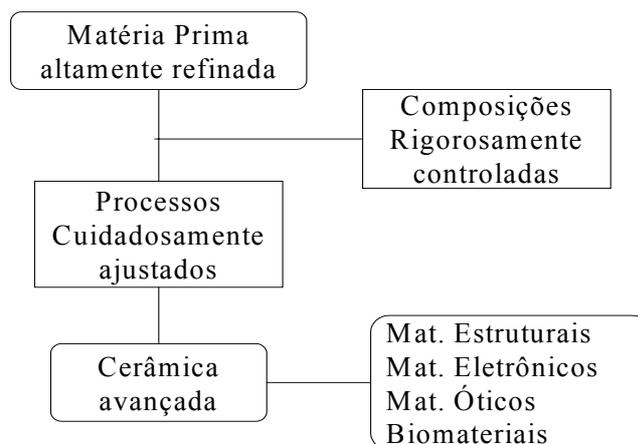 Matéria Prima
altamente refinada
Composições
Rigorosamente
controladas
Processos
Cuidadosamente
ajustados
Cerâmica
avançada
Mat. Estruturais
Mat. Eletrônicos
Mat. Óticos
Biomateriais